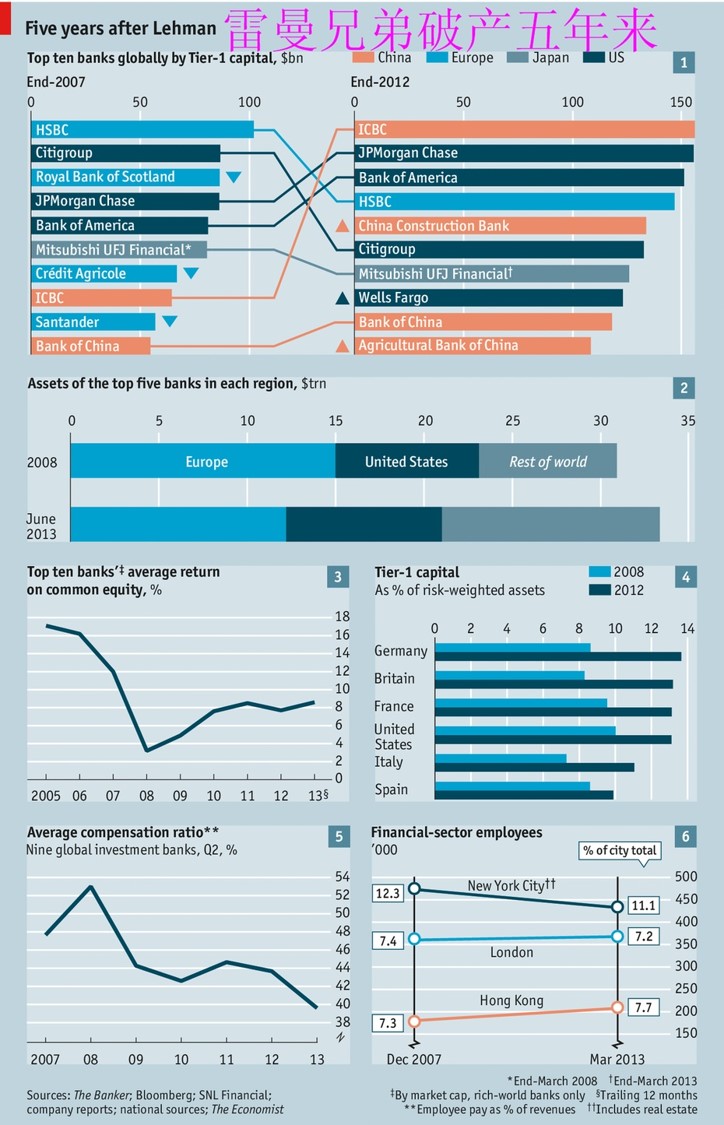 Five years after Lehman
雷曼兄弟破产五年来
Top ten banks globally by Tier-1 capital, $bn
China Europe Japan US
1
End-2007
End-2012
0 50 100
0 50 100 150
HSBC
Citigroup
Royal Bank of Scotland
JPMorgan Chase
Bank of America
Mitsubishi UFJ Financial*
Crédit Agricole
ICBC
Santander
Bank of China
ICBC
JPMorgan Chase
Bank of America
HSBC
China Construction Bank
Citigroup
Mitsubishi UFJ Financial†
Wells Fargo
Bank of China
Agricultural Bank of China
Assets of the top five banks in each region, $trn
2
0 5 10 15 20 25 30 35
2008
Europe United States Rest of world
June
2013
Top ten banks'‡ average return
on common equity, %
3
18
16
14
12
10
8
6
4
2
0
2005 06 07 08 09 10 11 12 13§
Tier-1 capital
As % of risk-weighted assets
2008
2012
4
0 2 4 6 8 10 12 14
Germany
Britain
France
United
States
Italy
Spain
Average compensation ratio**
Nine global investment banks, Q2, %
5
54
52
50
48
46
44
42
40
38
2007 08 09 10 11 12 13
Financial-sector employees
'000
6
% of city total
500
450
400
350
300
250
200
150
12.3
New York City††
11.1
7.4
London
7.2
Hong Kong
7.3
7.7
Dec 2007
Mar 2013
Sources: The Banker; Bloomberg; SNL Financial;
company reports; national sources; The Economist
*End-March 2008 †End-March 2013
‡By market cap, rich-world banks only §Trailing 12 months
**Employee pay as % of revenues ††Includes real estate